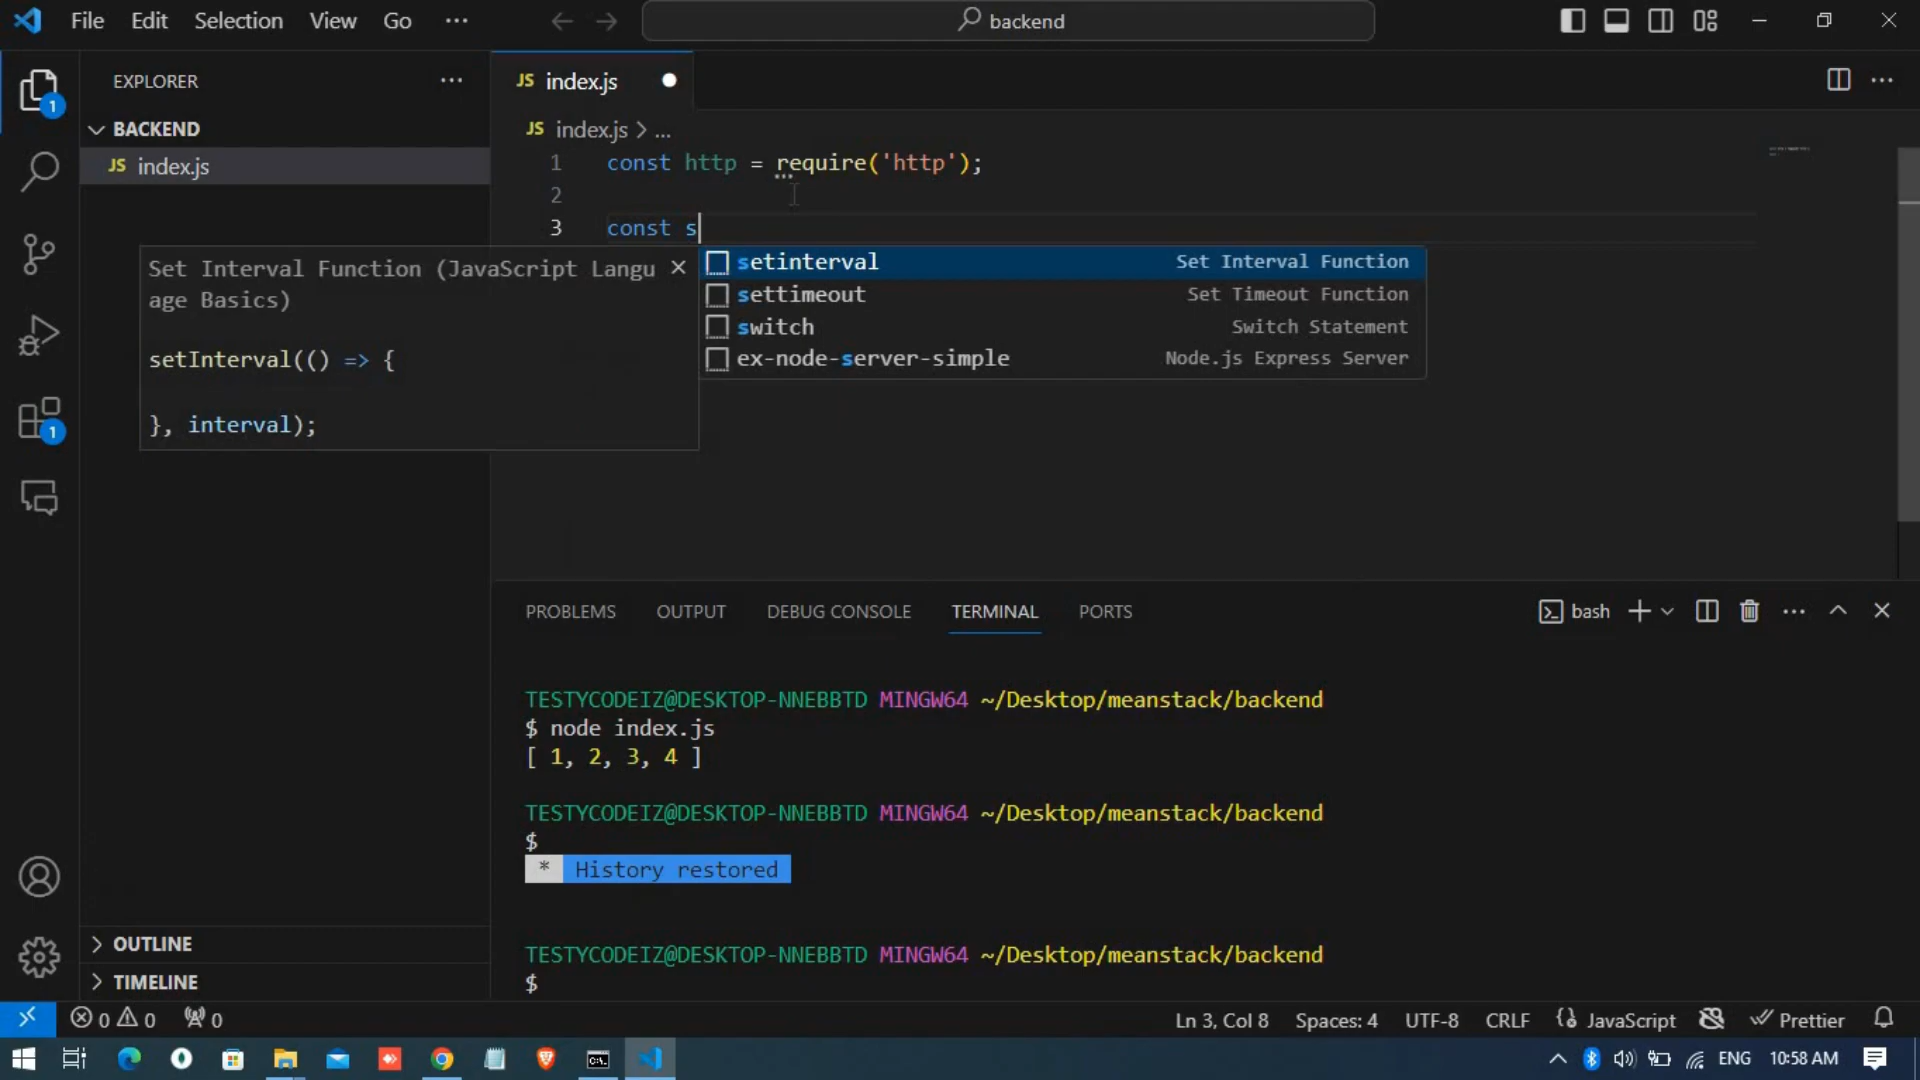 File Edit Selection View Go ···
backend
EXPLORER ···
BACKEND
JS index.js
1
1
Set Interval Function (JavaScript Langu
age Basics)
setInterval(() => {
}, interval);
OUTLINE
TIMELINE
JS index.js
JS index.js > ...
1 const http = require('http');
2
3 const s
setinterval Set Interval Function
settimeout Set Timeout Function
switch Switch Statement
ex-node-server-simple Node.js Express Server
PROBLEMS OUTPUT DEBUG CONSOLE TERMINAL PORTS bash
TESTYCODEIZ@DESKTOP-NNEBBTD MINGW64 ~/Desktop/meanstack/backend
$ node index.js
[ 1, 2, 3, 4 ]
TESTYCODEIZ@DESKTOP-NNEBBTD MINGW64 ~/Desktop/meanstack/backend
$
* History restored
TESTYCODEIZ@DESKTOP-NNEBBTD MINGW64 ~/Desktop/meanstack/backend
$
0 0 0 Ln 3, Col 8 Spaces: 4 UTF-8 CRLF JavaScript Prettier
ENG 10:58 AM